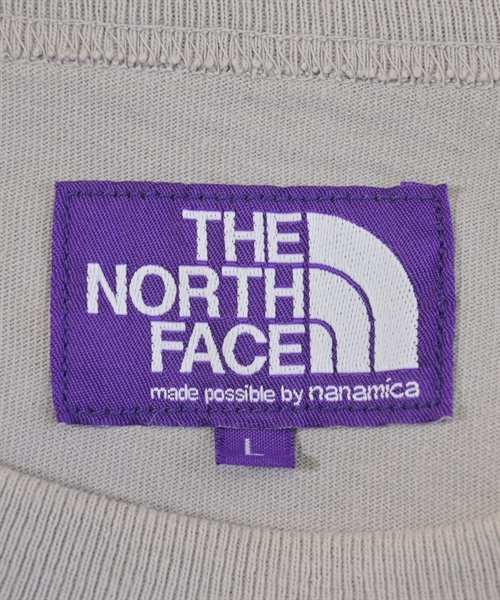 THE
NORTH
FACE
made possible by nanamica
L